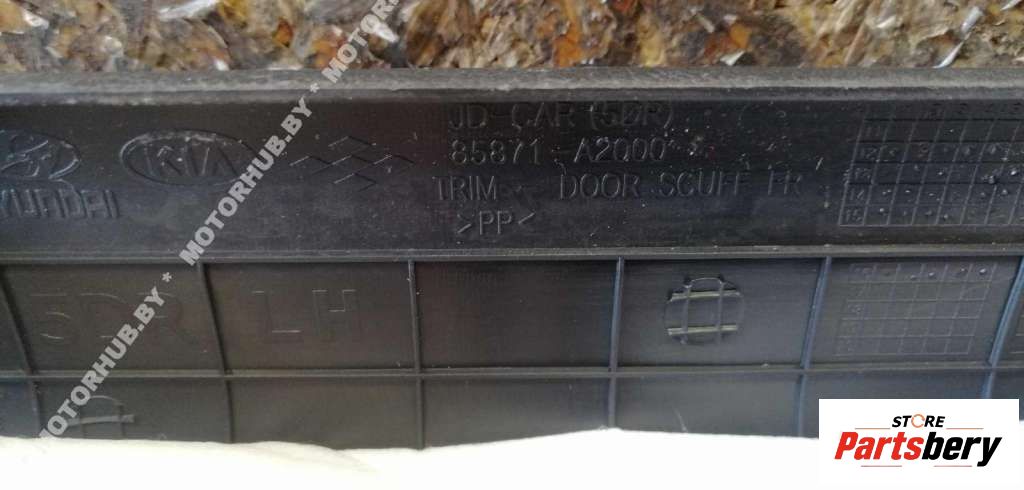 MOTORHUB.BY * MOTORHUB.BY * MOTORHUB.BY *
JD-CAR (5DR)
85871-A2000
TRIM - DOOR SCUFF FR
>PP<
KIA
HYUNDAI
5DR LH
STORE
Partsbery